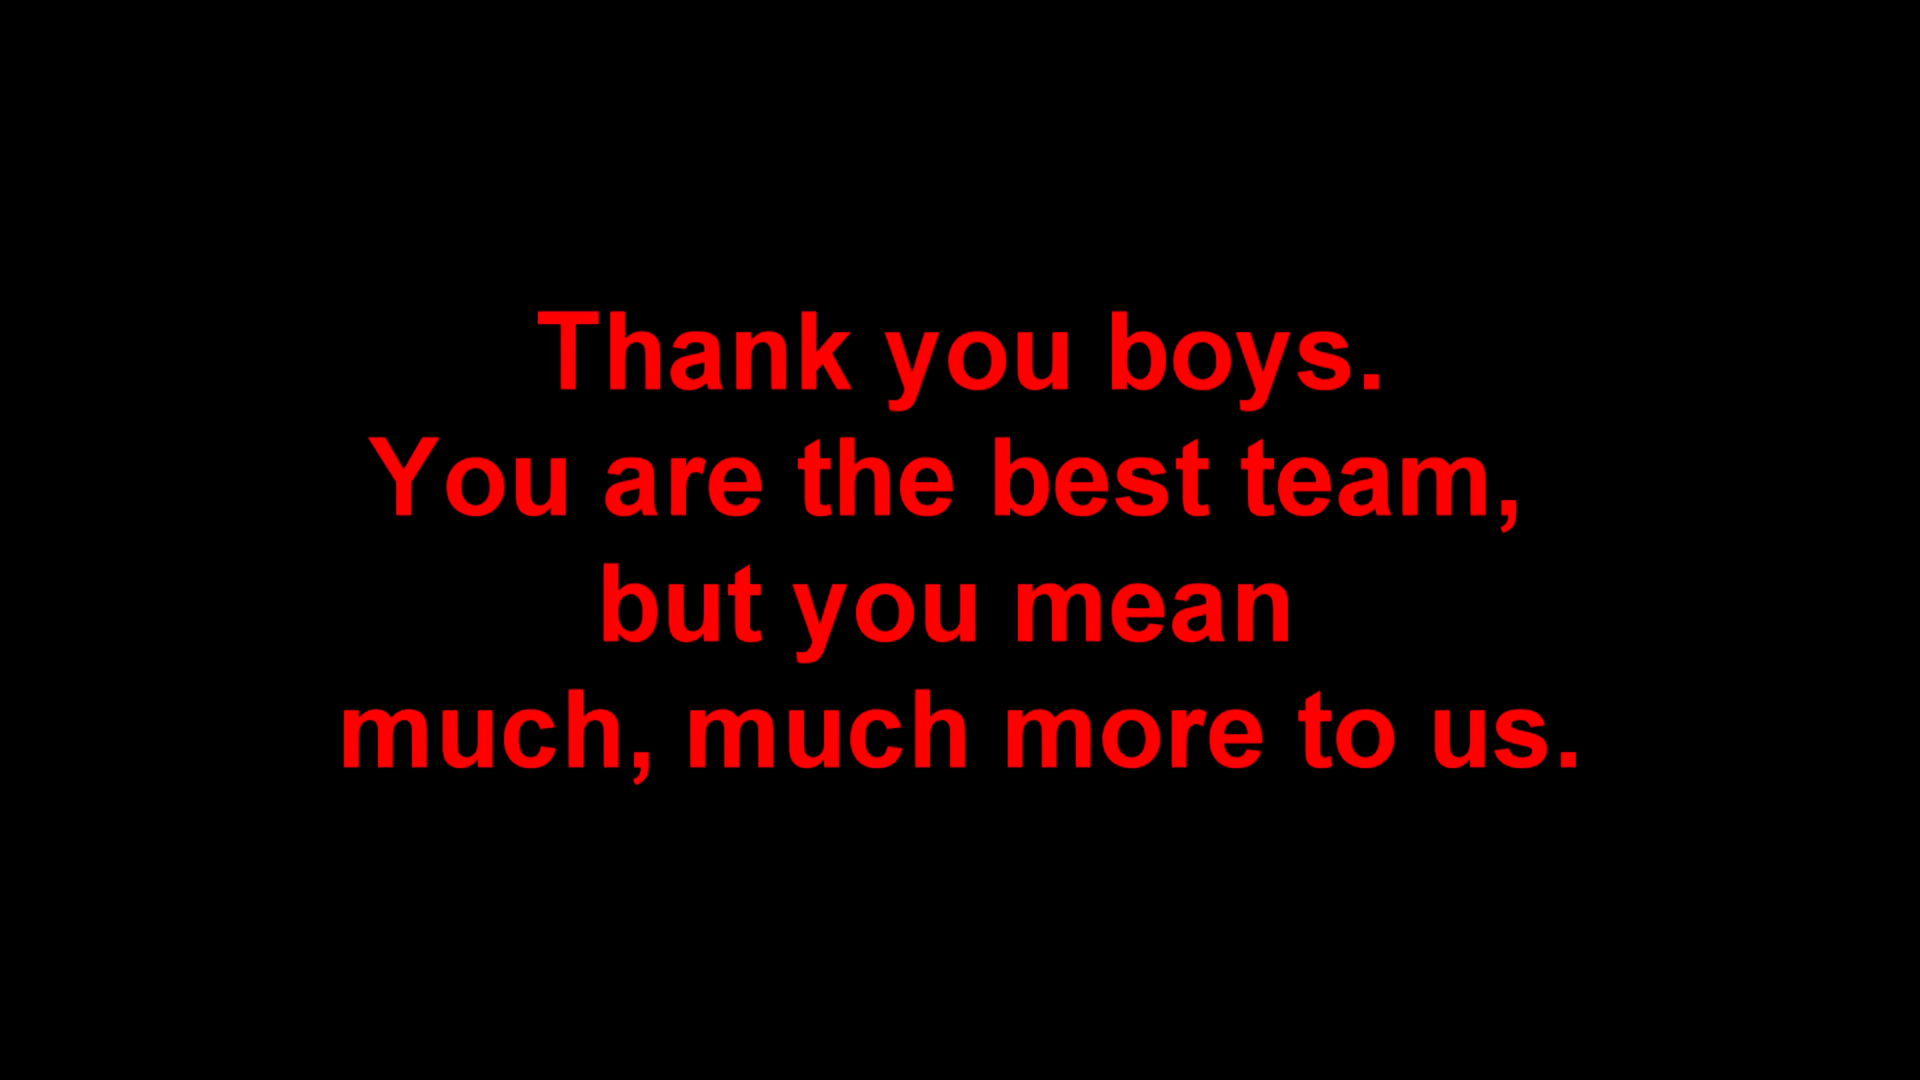 Thank you boys.
You are the best team,
but you mean
much, much more to us.